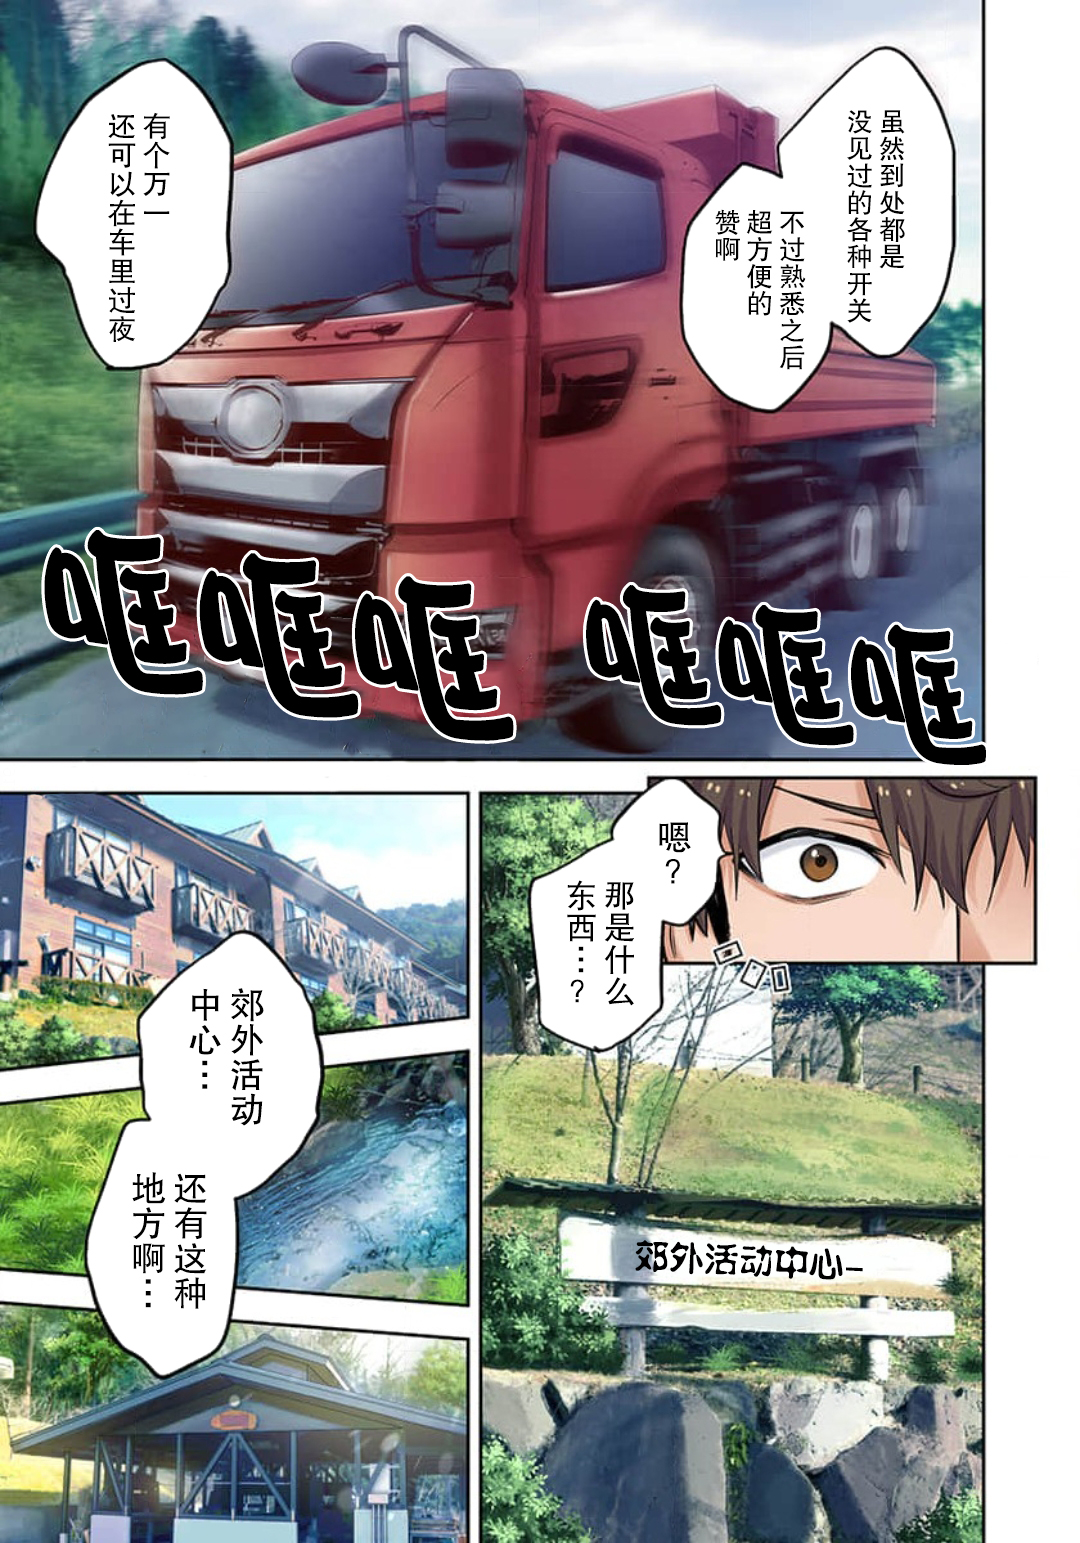 虽然到处都是
没见过的各种开关
不过熟悉之后
超方便的
赞啊
有个万一
还可以在车里过夜
哐哐哐
哐哐哐
嗯？
那是什么
东西…？
郊外活动中心
郊外活动
中心…
还有这种
地方啊…